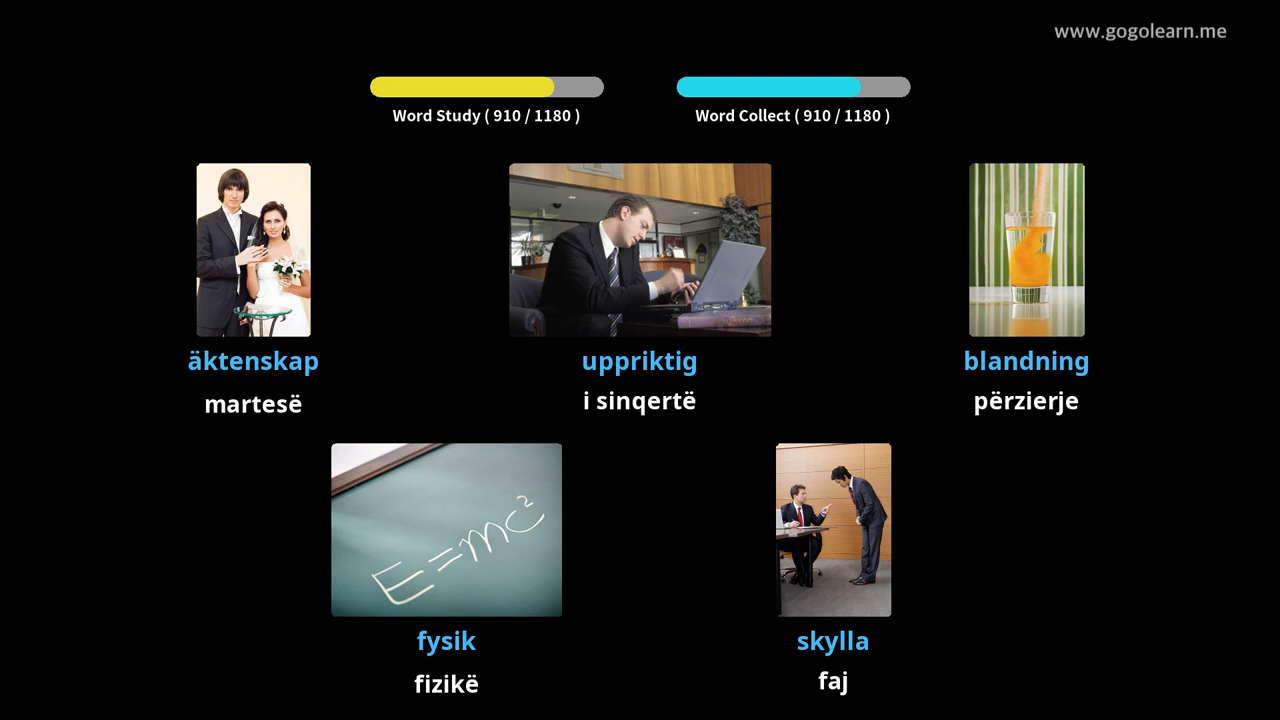 www.gogolearn.me
Word Study ( 910 / 1180 )
Word Collect ( 910 / 1180 )
äktenskap
martesë
uppriktig
i sinqertë
blandning
përzierje
E=mc²
fysik
fizikë
skylla
faj